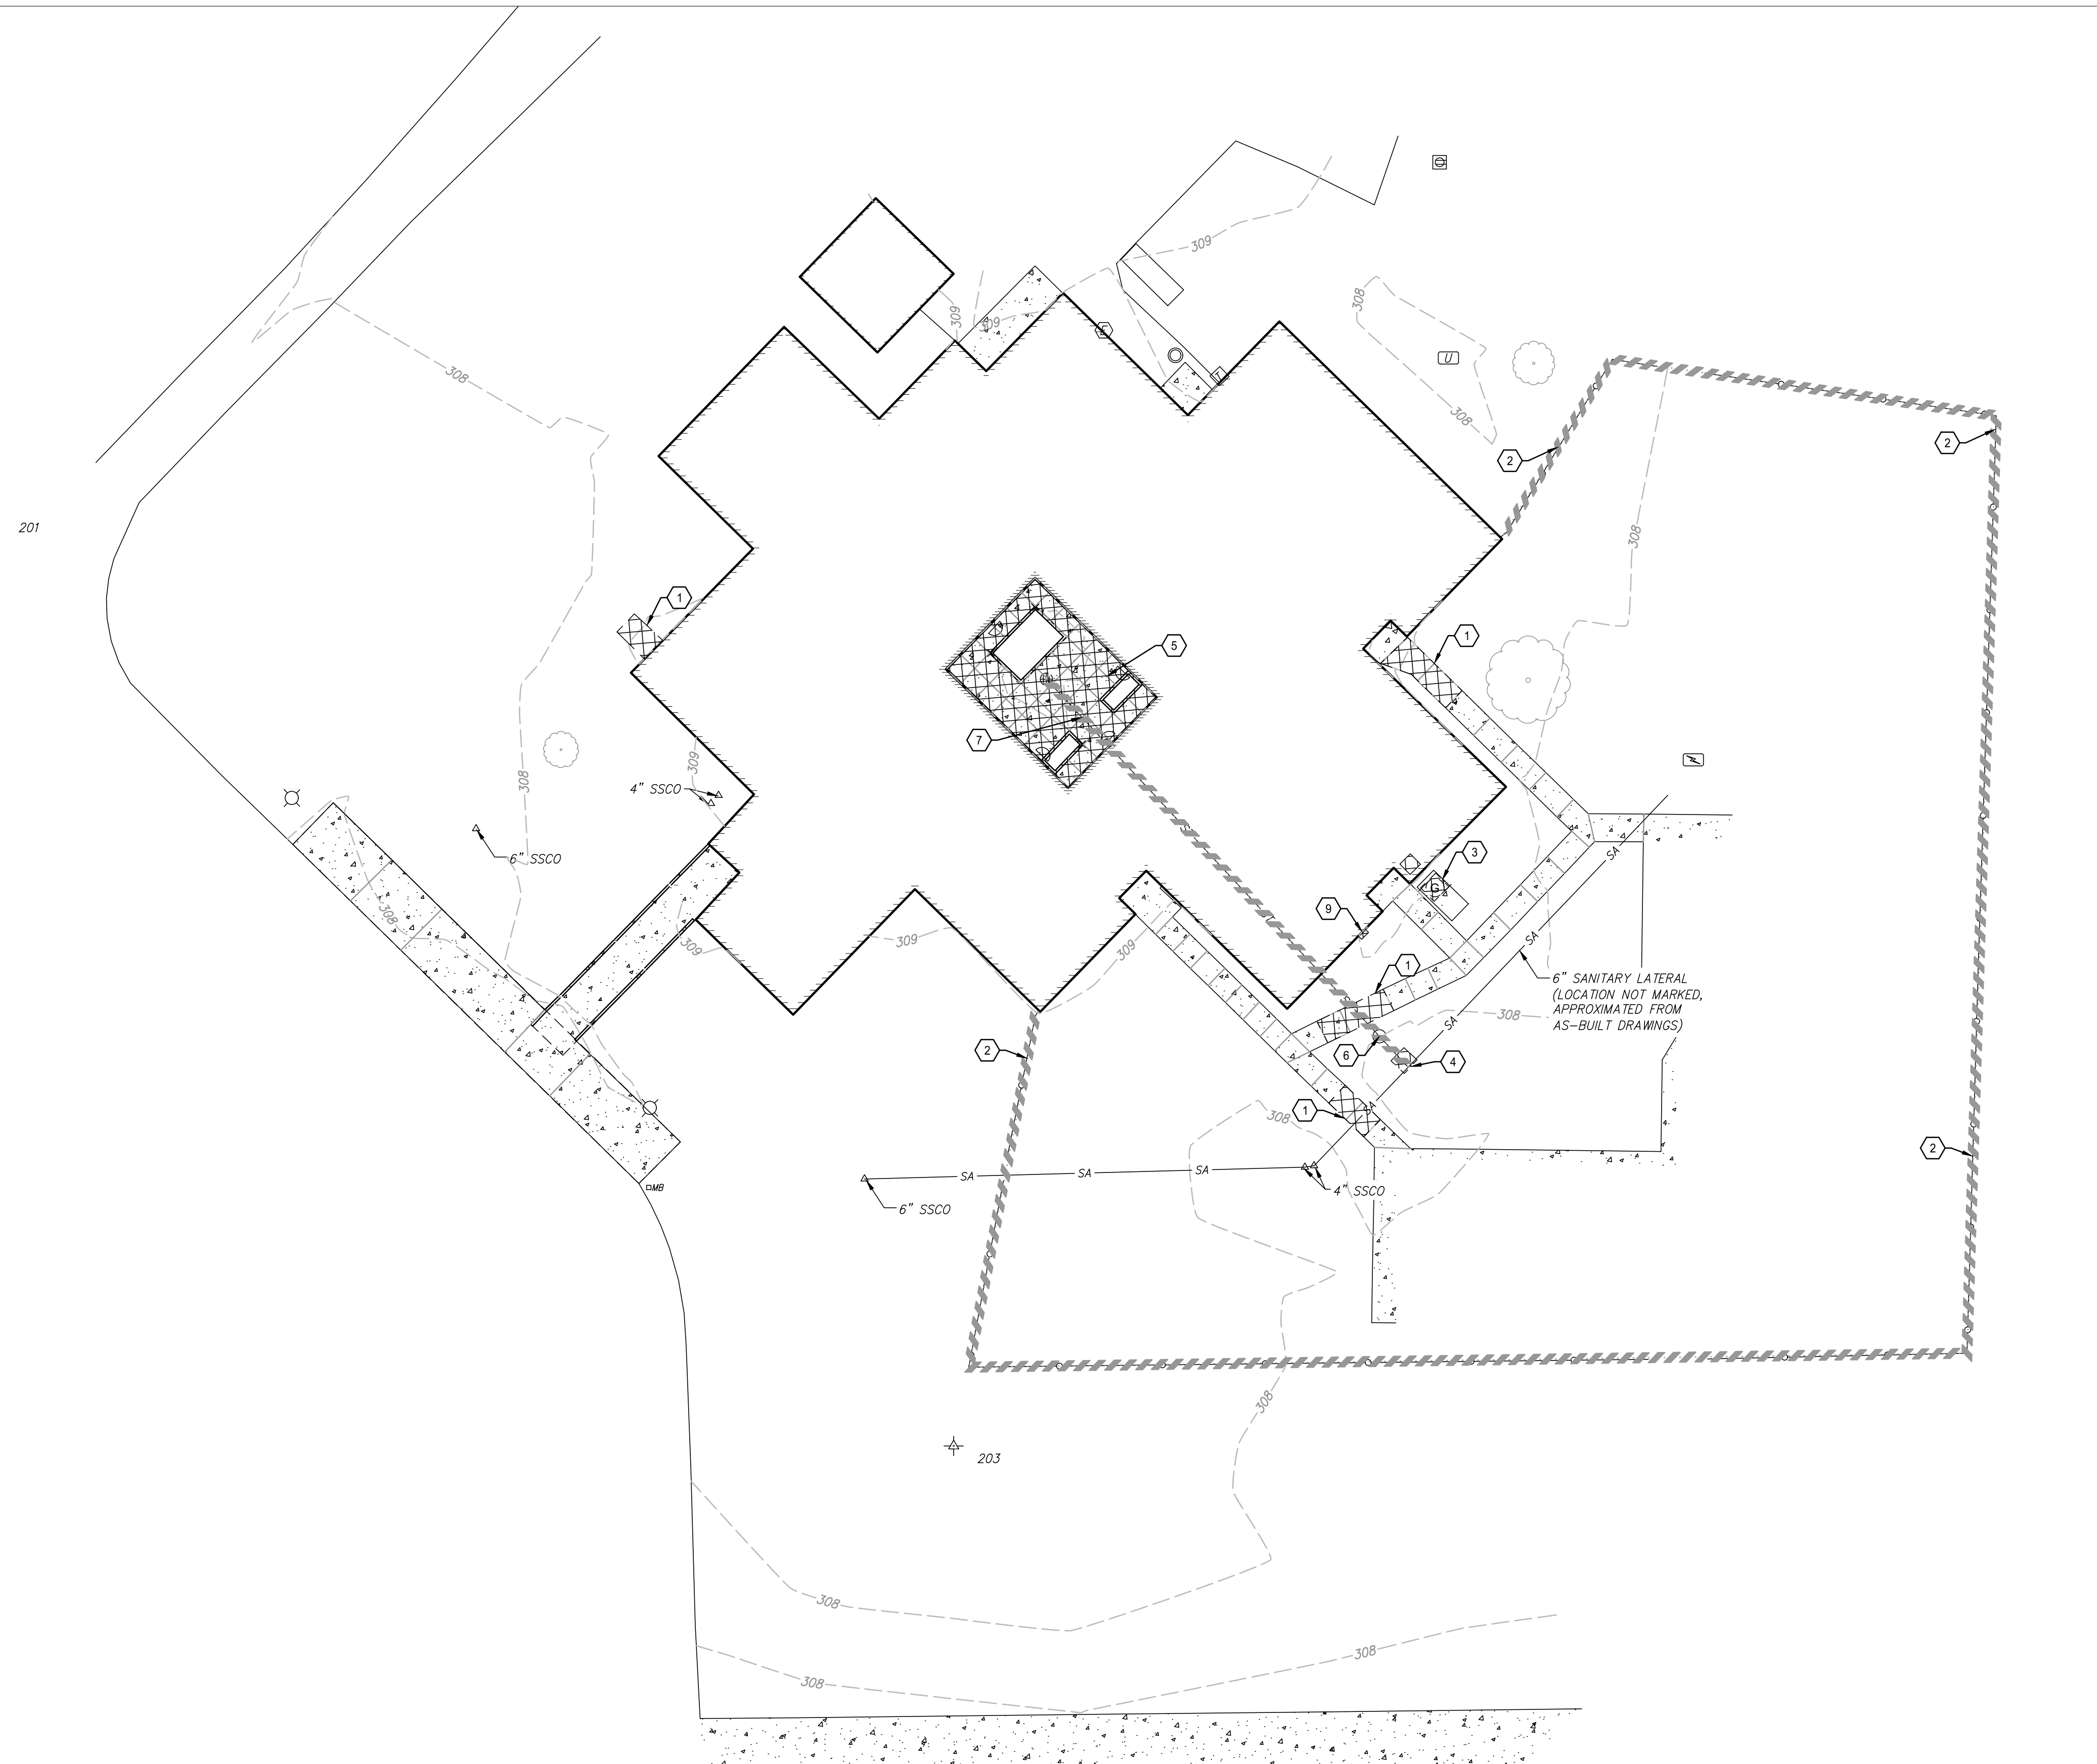 309
308
U
309
309
E
T
308
308
2
2
201
308
1
1
5
7
309
308
4" SSCO
6" SSCO
3
G
SA
9
308
309
309
309
SA
1
6" SANITARY LATERAL
(LOCATION NOT MARKED,
APPROXIMATED FROM
AS-BUILT DRAWINGS)
308
SA
2
6
4
1
308
SA
2
MB
SA
SA
SA
4" SSCO
6" SSCO
308
203
308
308
308